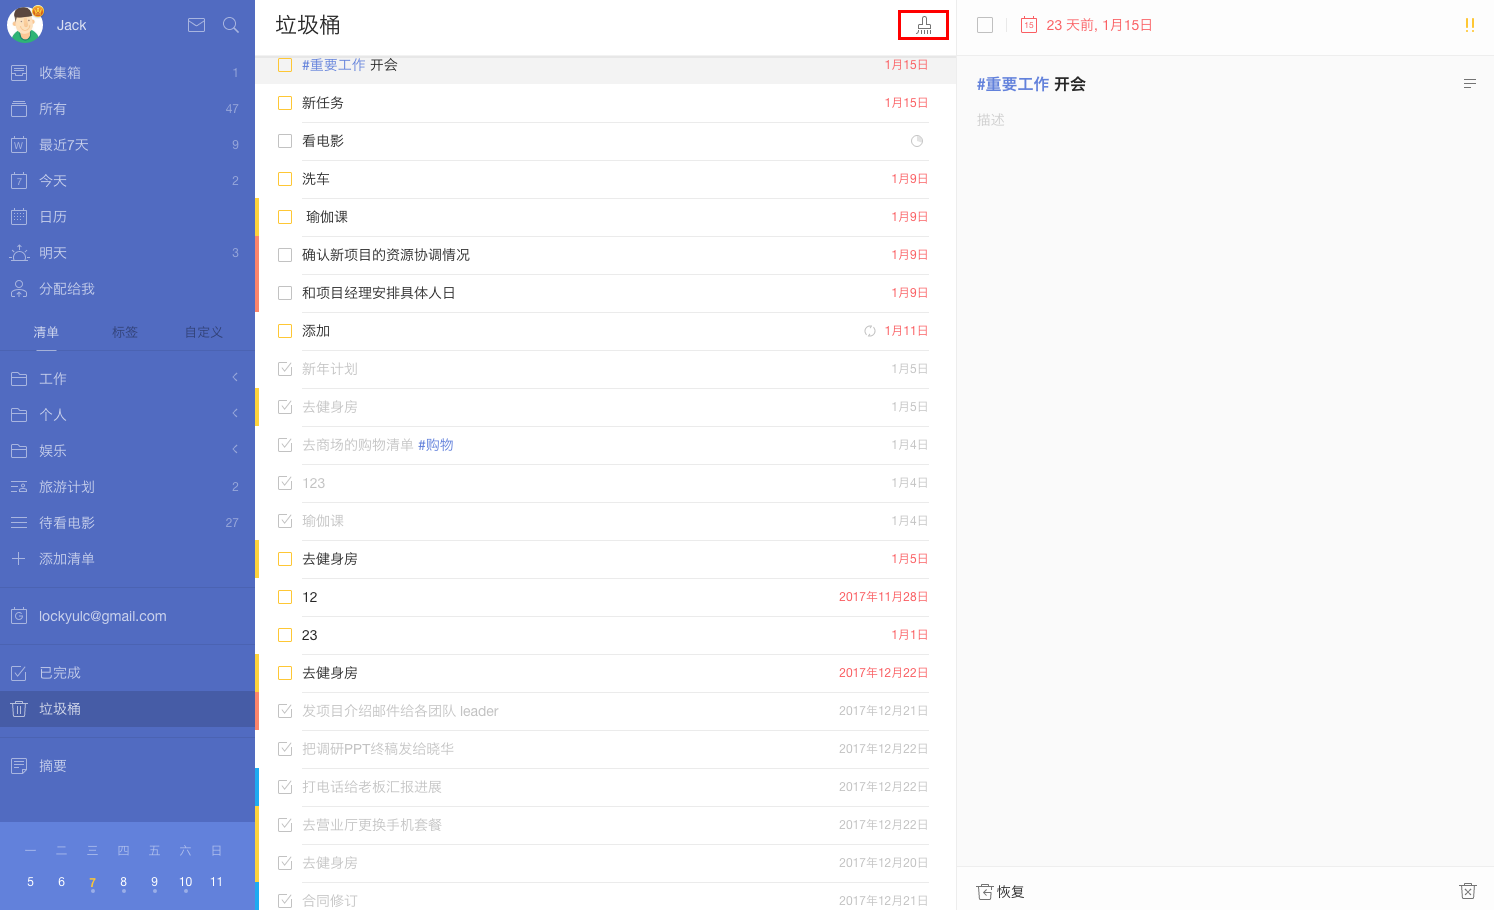 Jack
收集箱 1
所有 47
W 最近7天 9
7 今天 2
日历
明天 3
分配给我
清单 标签 自定义
工作
个人
娱乐
旅游计划 2
待看电影 27
添加清单
G lockyulc@gmail.com
已完成
垃圾桶
摘要
一 二 三 四 五 六 日
5 6 7 8 9 10 11
垃圾桶
#重要工作 开会 1月15日
新任务 1月15日
看电影
洗车 1月9日
瑜伽课 1月9日
确认新项目的资源协调情况 1月9日
和项目经理安排具体人日 1月9日
添加 1月11日
新年计划 1月5日
去健身房 1月5日
去商场的购物清单 #购物 1月4日
123 1月4日
瑜伽课 1月4日
去健身房 1月5日
12 2017年11月28日
23 1月1日
去健身房 2017年12月22日
发项目介绍邮件给各团队 leader 2017年12月21日
把调研PPT终稿发给晓华 2017年12月22日
打电话给老板汇报进展 2017年12月22日
去营业厅更换手机套餐 2017年12月22日
去健身房 2017年12月20日
合同修订 2017年12月21日
15 23 天前, 1月15日 !!
#重要工作 开会
描述
恢复